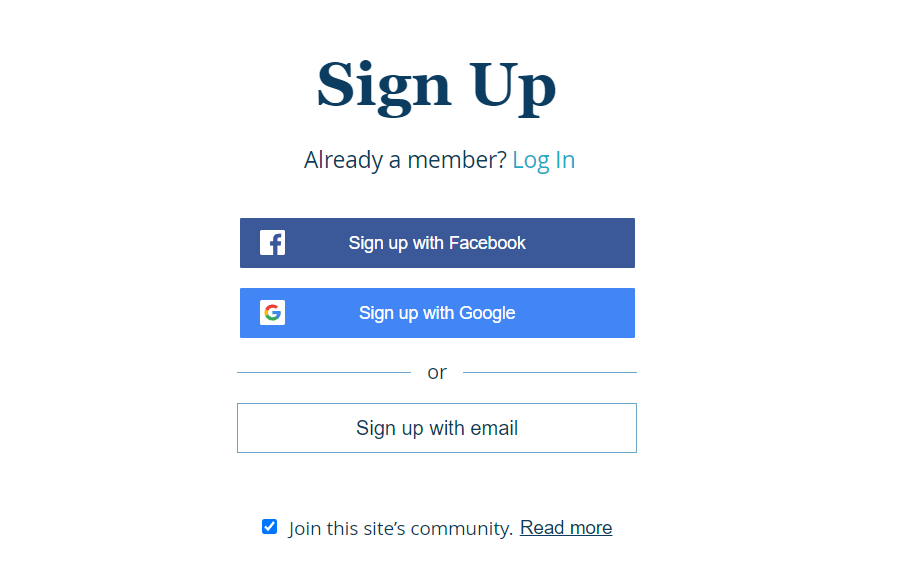 Sign Up
Already a member? Log In
Sign up with Facebook
Sign up with Google
or
Sign up with email
Join this site’s community. Read more